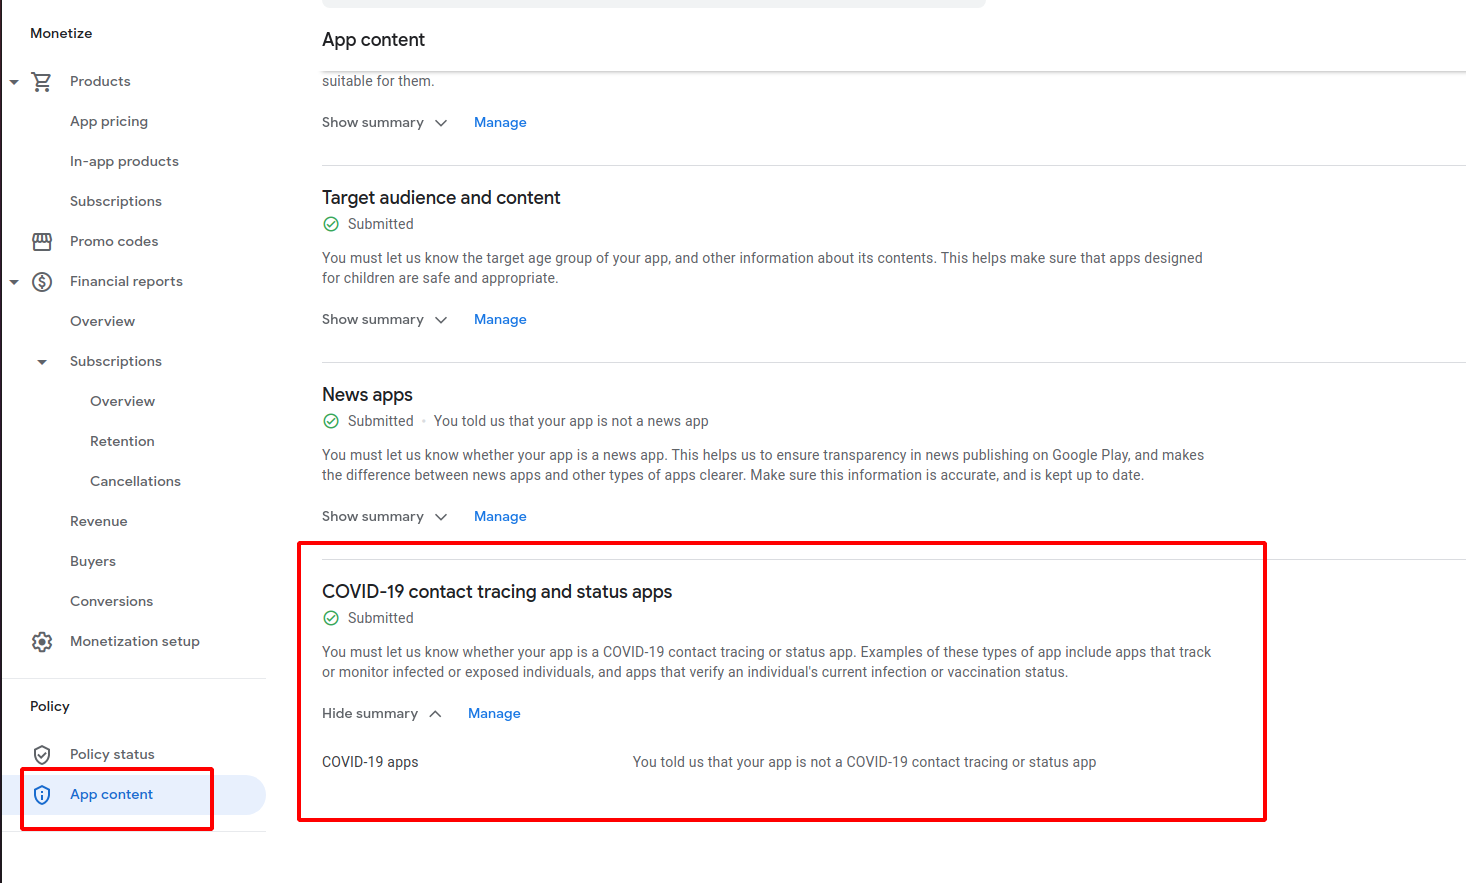 Monetize
Products
App pricing
In-app products
Subscriptions
Promo codes
Financial reports
Overview
Subscriptions
Overview
Retention
Cancellations
Revenue
Buyers
Conversions
Monetization setup
Policy
Policy status
App content
App content
suitable for them.
Show summary Manage
Target audience and content
Submitted
You must let us know the target age group of your app, and other information about its contents. This helps make sure that apps designed
for children are safe and appropriate.
Show summary Manage
News apps
Submitted · You told us that your app is not a news app
You must let us know whether your app is a news app. This helps us to ensure transparency in news publishing on Google Play, and makes
the difference between news apps and other types of apps clearer. Make sure this information is accurate, and is kept up to date.
Show summary Manage
COVID-19 contact tracing and status apps
Submitted
You must let us know whether your app is a COVID-19 contact tracing or status app. Examples of these types of app include apps that track
or monitor infected or exposed individuals, and apps that verify an individual's current infection or vaccination status.
Hide summary Manage
COVID-19 apps You told us that your app is not a COVID-19 contact tracing or status app